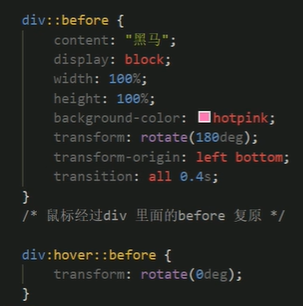 div::before {
content: "黑马";
display: block;
width: 100%;
height: 100%;
background-color: hotpink;
transform: rotate(180deg);
transform-origin: left bottom;
transition: all 0.4s;
}
/* 鼠标经过div 里面的before 复原 */
div:hover::before {
transform: rotate(0deg);
}